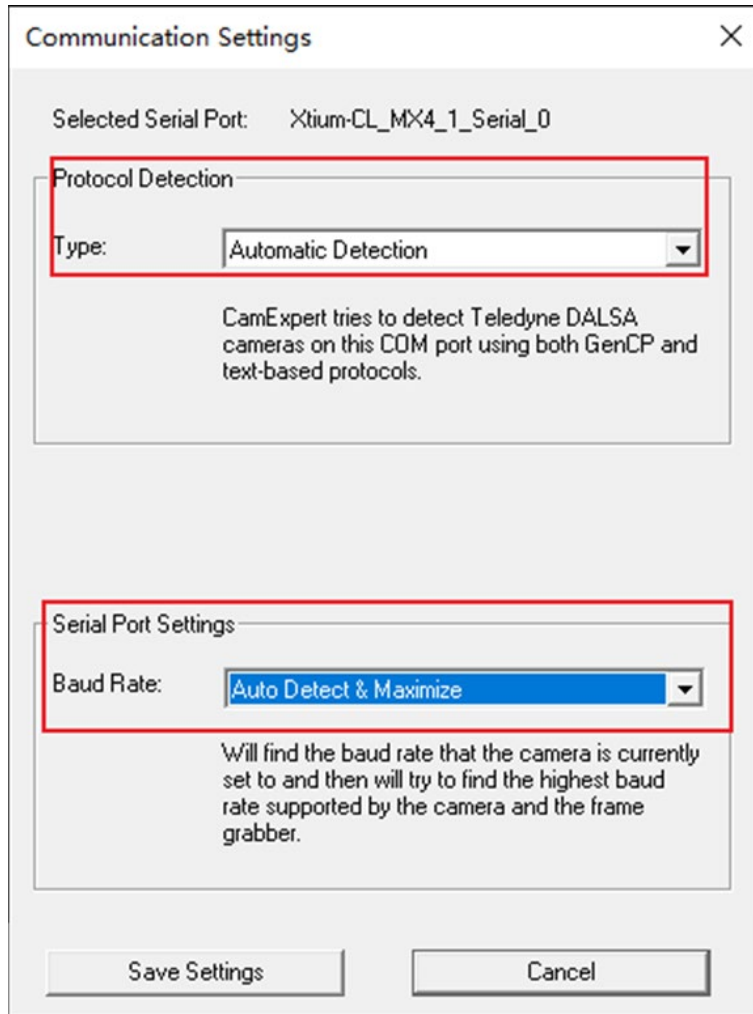 Communication Settings
Selected Serial Port: Xtium-CL_MX4_1_Serial_0
Protocol Detection
Type: Automatic Detection
CamExpert tries to detect Teledyne DALSA
cameras on this COM port using both GenCP and
text-based protocols.
Serial Port Settings
Baud Rate: Auto Detect & Maximize
Will find the baud rate that the camera is currently
set to and then will try to find the highest baud
rate supported by the camera and the frame
grabber.
Save Settings Cancel